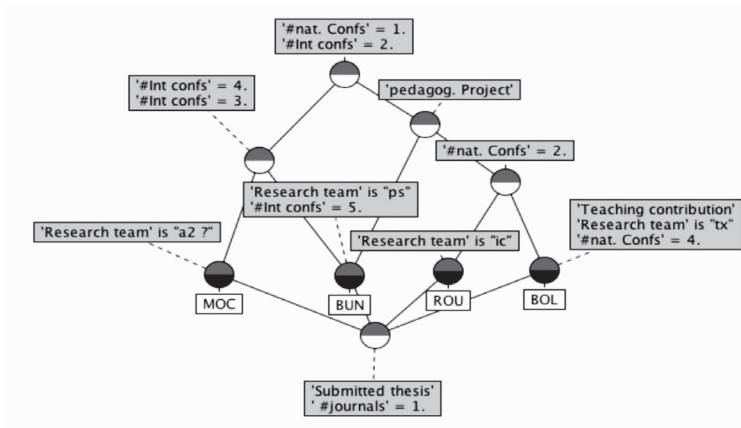 '#nat. Confs' = 1.
'#Int confs' = 2.
'#Int confs' = 4.
'#Int confs' = 3.
'pedagog. Project'
'#nat. Confs' = 2.
'Research team' is "ps"
'#Int confs' = 5.
'Teaching contribution'
'Research team' is "tx"
'#nat. Confs' = 4.
'Research team' is "a2 ?"
'Research team' is "ic"
MOC
BUN
ROU
BOL
'Submitted thesis'
' #journals' = 1.